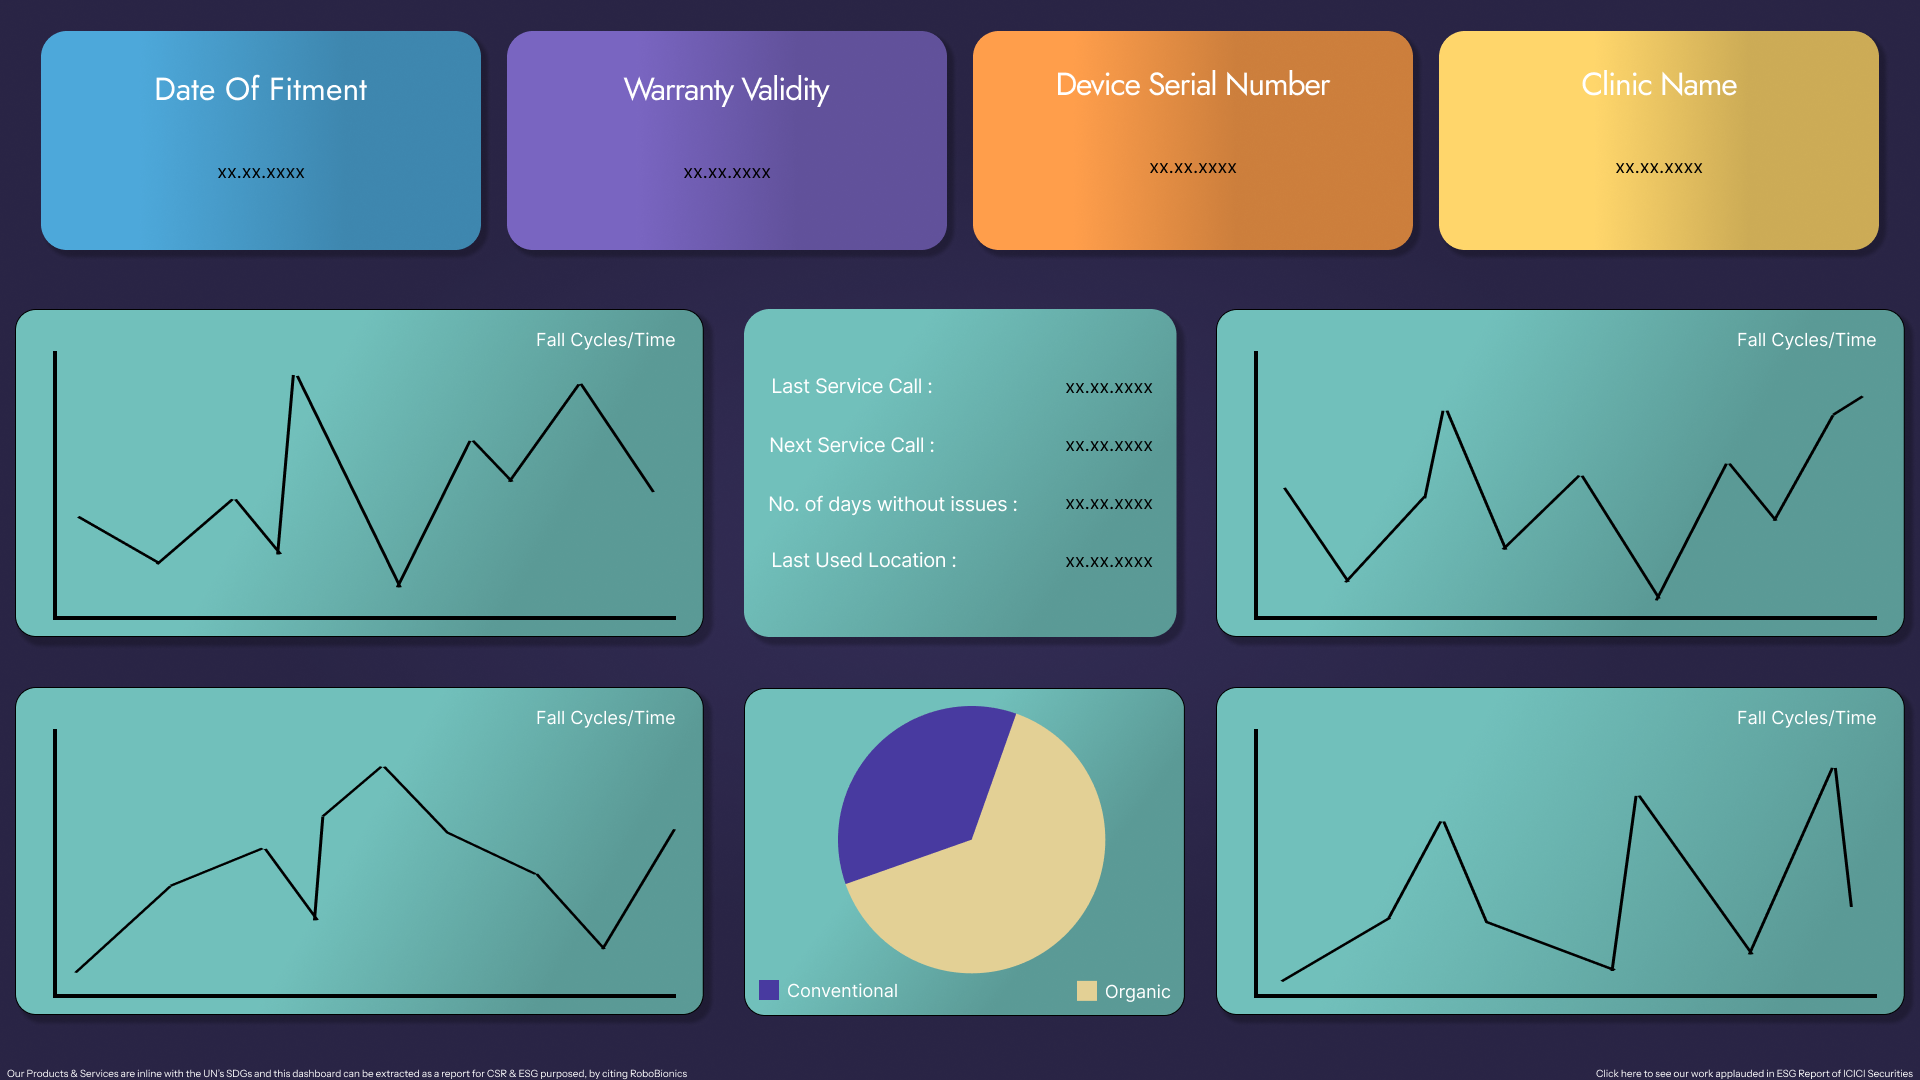 Date Of Fitment
xx.xx.xxxx
Warranty Validity
xx.xx.xxxx
Device Serial Number
xx.xx.xxxx
Clinic Name
xx.xx.xxxx
Fall Cycles/Time
Last Service Call : xx.xx.xxxx
Next Service Call : xx.xx.xxxx
No. of days without issues : xx.xx.xxxx
Last Used Location : xx.xx.xxxx
Fall Cycles/Time
Fall Cycles/Time
Conventional
Organic
Fall Cycles/Time
Our Products & Services are inline with the UN's SDGs and this dashboard can be extracted as a report for CSR & ESG purposed, by citing RoboBionics
Click here to see our work applauded in ESG Report of ICICI Securities